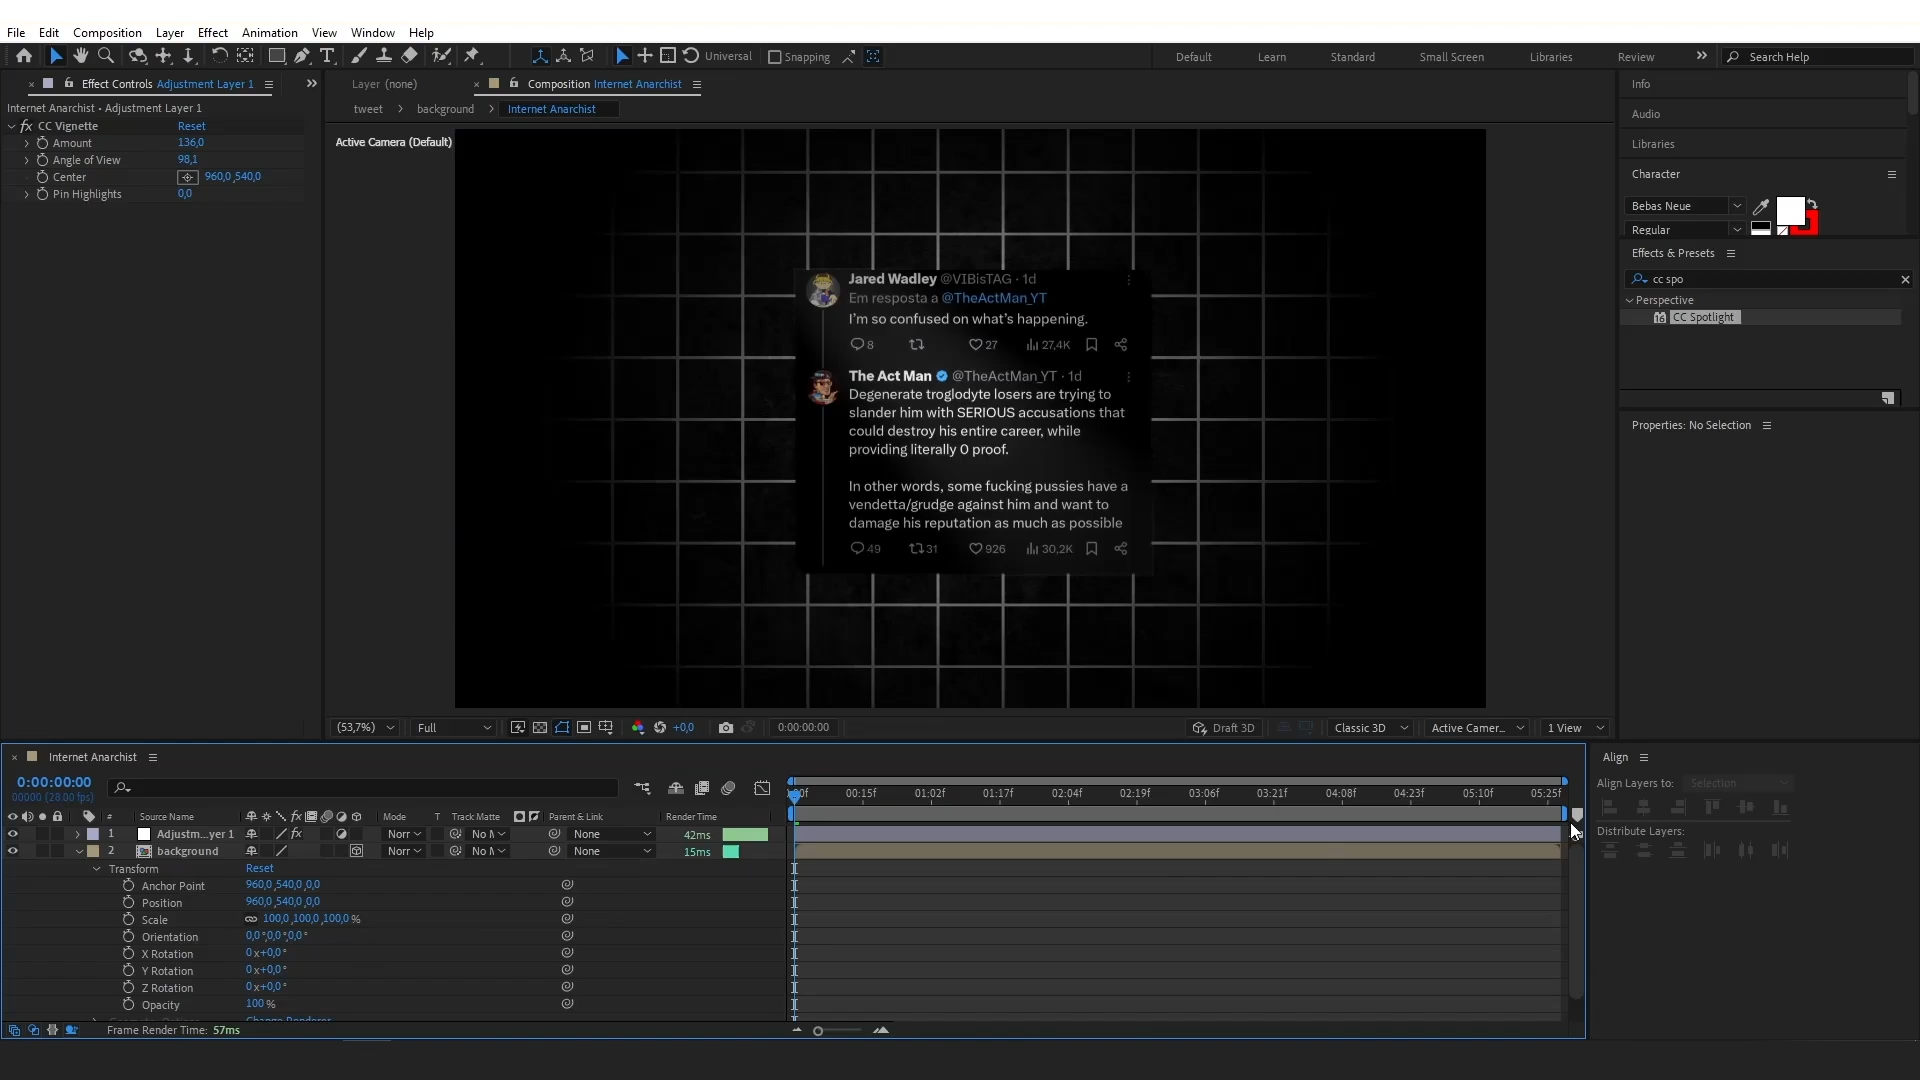 File Edit Composition Layer Effect Animation View Window Help
Universal Snapping Default Learn Standard Small Screen Libraries Review Search Help
Effect Controls Adjustment Layer 1
Internet Anarchist • Adjustment Layer 1
fx CC Vignette Reset
Amount 136,0
Angle of View 98,1
Center 960,0,540,0
Pin Highlights 0,0
Layer (none) Composition Internet Anarchist
tweet background Internet Anarchist
Active Camera (Default)
Jared Wadley @VIBisTAG · 1d
Em resposta a @TheActMan_YT
I'm so confused on what's happening.
8 27 27,4K
The Act Man @TheActMan_YT · 1d
Degenerate troglodyte losers are trying to
slander him with SERIOUS accusations that
could destroy his entire career, while
providing literally 0 proof.
In other words, some fucking pussies have a
vendetta/grudge against him and want to
damage his reputation as much as possible
49 31 926 30,2K
(53,7%) Full +0,0 0:00:00:00 Draft 3D Classic 3D Active Camer... 1 View
Info
Audio
Libraries
Character
Bebas Neue
Regular
Effects & Presets
cc spo
Perspective
CC Spotlight
Properties: No Selection
Internet Anarchist
0:00:00:00
00000 (28.00 fps)
00f 00:15f 01:02f 01:17f 02:04f 02:19f 03:06f 03:21f 04:08f 04:23f 05:10f 05:25f
# Source Name fx Mode T Track Matte Parent & Link Render Time
1 Adjustm...yer 1 fx Norr No M None 42ms
2 background Norr No M None 15ms
Transform Reset
Anchor Point 960,0,540,0,0,0
Position 960,0,540,0,0,0
Scale 100,0,100,0,100,0 %
Orientation 0,0°,0,0°,0,0°
X Rotation 0x+0,0°
Y Rotation 0x+0,0°
Z Rotation 0x+0,0°
Opacity 100 %
Change Renderer...
Frame Render Time: 57ms
Align
Align Layers to: Selection
Distribute Layers: